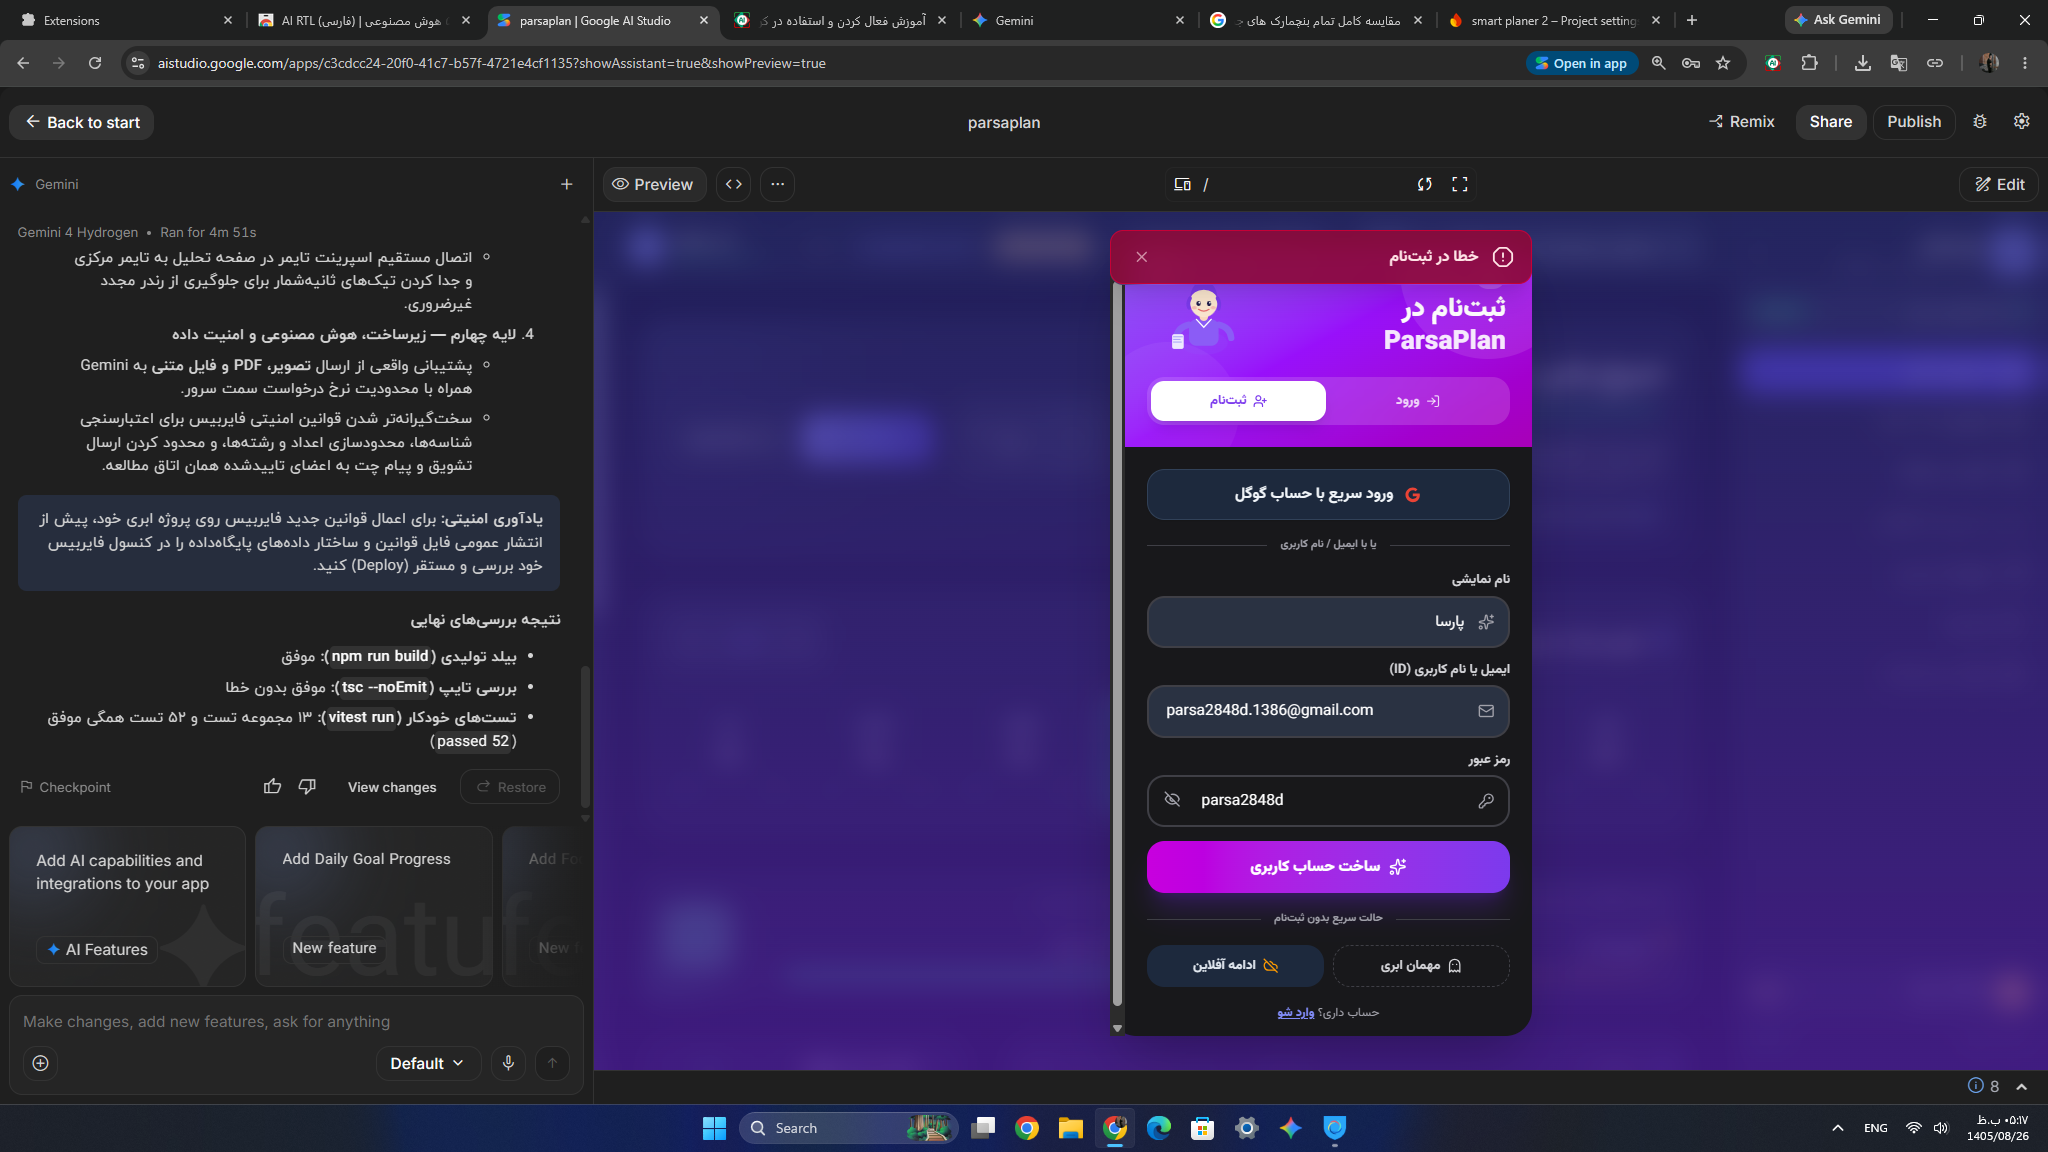 Extensions
AI RTL (فارسی) | هوش مصنوعی
parsaplan | Google AI Studio
آموزش فعال کردن و استفاده در
Gemini
مقایسه کامل تمام بنچمارک های
smart planer 2 – Project setting
Ask Gemini
aistudio.google.com/apps/c3cdcc24-20f0-41c7-b57f-4721e4cf1135?showAssistant=true&showPreview=true
Open in app
Back to start
parsaplan
Remix
Share
Publish
Gemini
Preview
/
Edit
Gemini 4 Hydrogen • Ran for 4m 51s
اتصال مستقیم اسپرینت تایمر در صفحه تحلیل به تایمر مرکزی
و جدا کردن تیک‌های ثانیه‌شمار برای جلوگیری از رندر مجدد
غیرضروری.
4. لایه چهارم — زیرساخت، هوش مصنوعی و امنیت داده
پشتیبانی واقعی از ارسال تصویر، PDF و فایل متنی به Gemini
همراه با محدودیت نرخ درخواست سمت سرور.
سخت‌گیرانه‌تر شدن قوانین امنیتی فایربیس برای اعتبارسنجی
شناسه‌ها، محدودسازی اعداد و رشته‌ها، و محدود کردن ارسال
تشویق و پیام چت به اعضای تاییدشده همان اتاق مطالعه.
یادآوری امنیتی: برای اعمال قوانین جدید فایربیس روی پروژه ابری خود، پیش از
انتشار عمومی فایل قوانین و ساختار داده‌های پایگاه‌داده را در کنسول فایربیس
خود بررسی و مستقر (Deploy) کنید.
نتیجه بررسی‌های نهایی
بیلد تولیدی (npm run build): موفق
بررسی تایپ (tsc --noEmit): موفق بدون خطا
تست‌های خودکار (vitest run): ۱۳ مجموعه تست و ۵۲ تست همگی موفق
(52 passed)
Checkpoint
View changes
Restore
Add AI capabilities and
integrations to your app
AI Features
Add Daily Goal Progress
New feature
featuf
Add Fo
New
Make changes, add new features, ask for anything
Default
خطا در ثبت‌نام
ثبت‌نام در
ParsaPlan
ورود
ثبت‌نام
ورود سریع با حساب گوگل
یا با ایمیل / نام کاربری
نام نمایشی
پارسا
ایمیل یا نام کاربری (ID)
parsa2848d.1386@gmail.com
رمز عبور
parsa2848d
ساخت حساب کاربری
حالت سریع بدون ثبت‌نام
مهمان ابری
ادامه آفلاین
حساب داری؟ وارد شو
8
Search
ENG
۰۵:۱۷ ب.ظ
1405/08/26